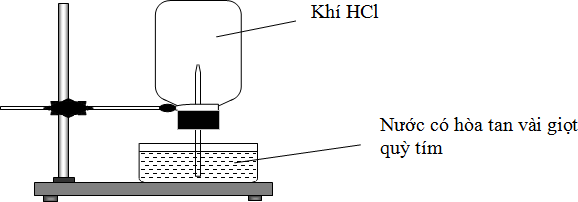 Khí HCl
Nước có hòa tan vài giọt
quỳ tím